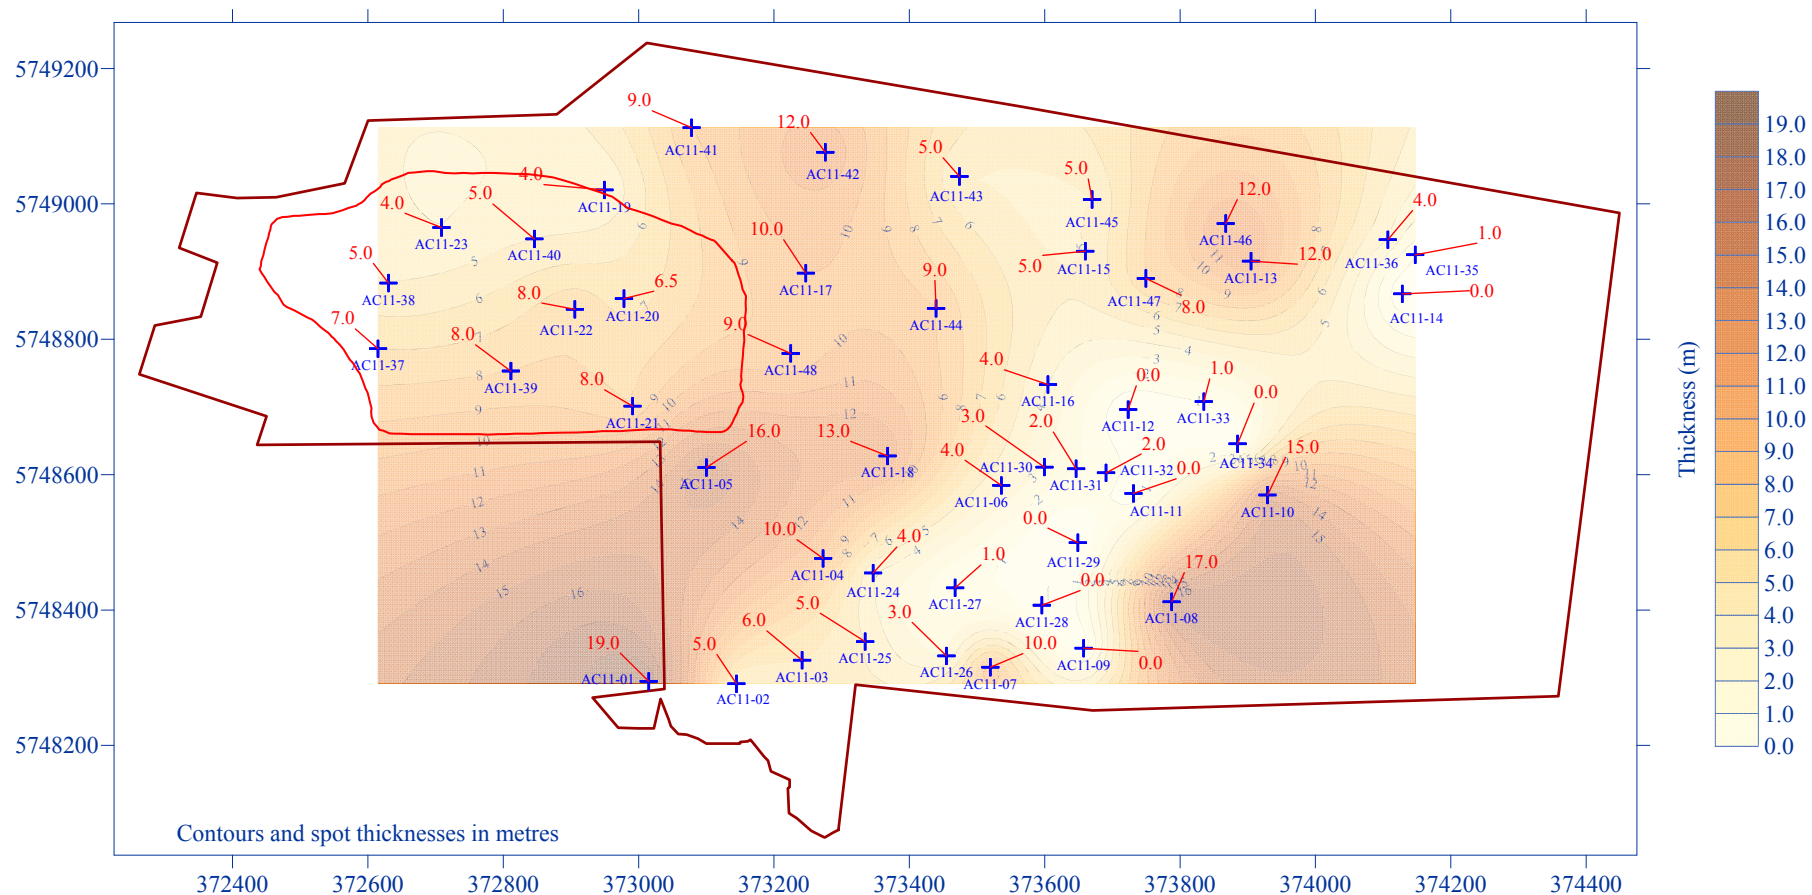 5749200
5749000
5748800
5748600
5748400
5748200
9.0
AC11-41
12.0
AC11-42
5.0
AC11-43
5.0
AC11-45
12.0
AC11-46
4.0
AC11-36
1.0
AC11-35
4.0
AC11-19
5.0
AC11-40
4.0
AC11-23
10.0
AC11-17
5.0
AC11-15
12.0
AC11-13
0.0
AC11-14
5.0
AC11-38
8.0
AC11-22
6.5
AC11-20
9.0
AC11-44
8.0
AC11-47
7.0
AC11-37
8.0
AC11-39
9.0
AC11-48
4.0
AC11-16
0.0
AC11-12
1.0
AC11-33
0.0
AC11-34
8.0
AC11-21
16.0
AC11-05
13.0
AC11-18
3.0
AC11-30
2.0
AC11-31
2.0
AC11-32
4.0
AC11-06
0.0
AC11-11
15.0
AC11-10
10.0
AC11-04
4.0
AC11-24
1.0
AC11-27
0.0
AC11-29
0.0
AC11-28
17.0
AC11-08
19.0
AC11-01
5.0
AC11-02
6.0
AC11-03
5.0
AC11-25
3.0
AC11-26
10.0
AC11-07
0.0
AC11-09
Contours and spot thicknesses in metres
372400 372600 372800 373000 373200 373400 373600 373800 374000 374200 374400
Thickness (m)
19.0
18.0
17.0
16.0
15.0
14.0
13.0
12.0
11.0
10.0
9.0
8.0
7.0
6.0
5.0
4.0
3.0
2.0
1.0
0.0